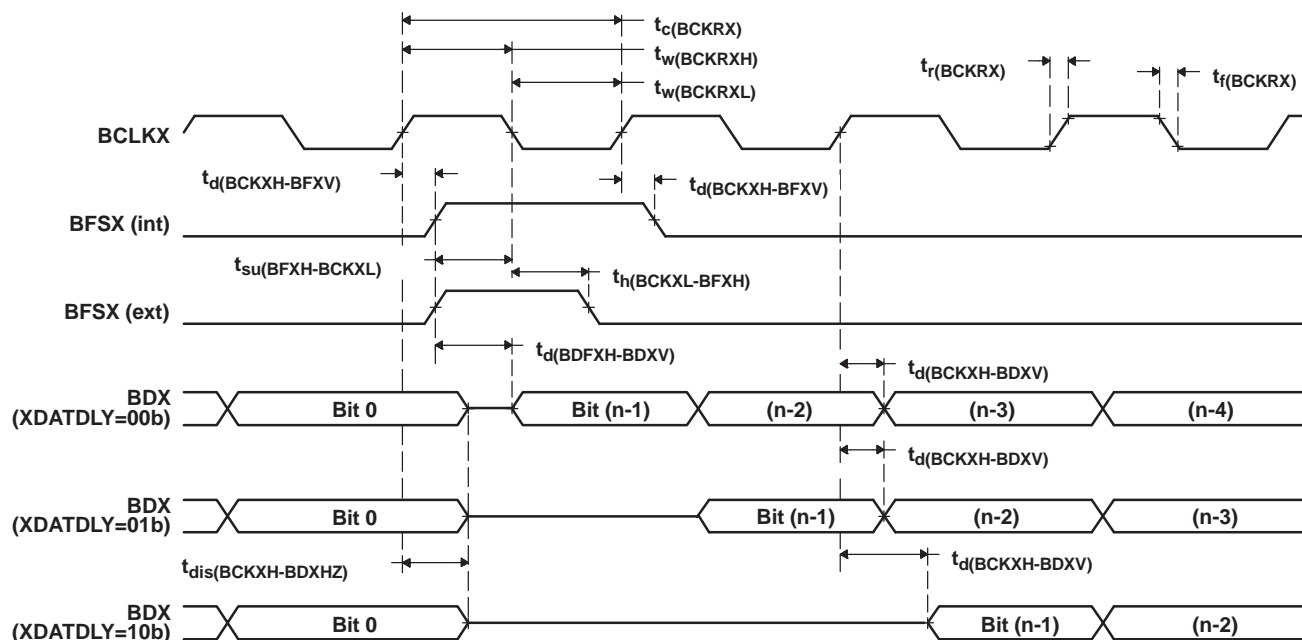 tc(BCKRX)
tw(BCKRXH)
tr(BCKRX)
tf(BCKRX)
tw(BCKRXL)
BCLKX
td(BCKXH-BFXV)
td(BCKXH-BFXV)
BFSX (int)
tsu(BFXH-BCKXL)
th(BCKXL-BFXH)
BFSX (ext)
td(BDFXH-BDXV)
td(BCKXH-BDXV)
BDX
(XDATDLY=00b)
Bit 0
Bit (n-1)
(n-2)
(n-3)
(n-4)
td(BCKXH-BDXV)
BDX
(XDATDLY=01b)
Bit 0
Bit (n-1)
(n-2)
(n-3)
tdis(BCKXH-BDXHZ)
td(BCKXH-BDXV)
BDX
(XDATDLY=10b)
Bit 0
Bit (n-1)
(n-2)